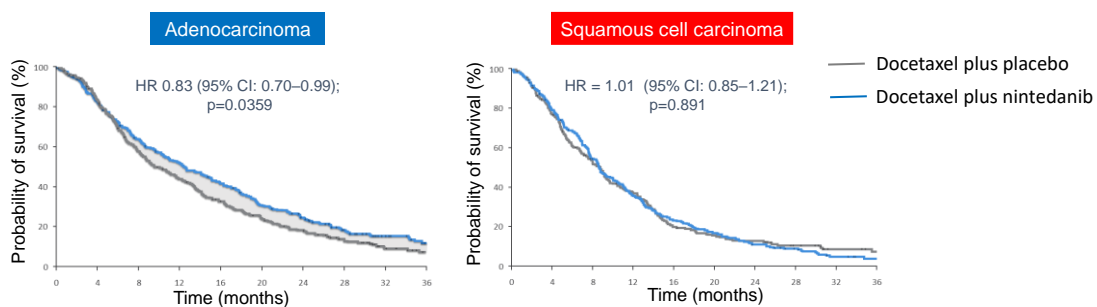 Adenocarcinoma
Squamous cell carcinoma
Probability of survival (%)
100
80
60
40
20
0
HR 0.83 (95% CI: 0.70–0.99);
p=0.0359
0 4 8 12 16 20 24 28 32 36
Time (months)
Probability of survival (%)
100
80
60
40
20
0
HR = 1.01 (95% CI: 0.85–1.21);
p=0.891
0 4 8 12 16 20 24 28 32 36
Time (months)
Docetaxel plus placebo
Docetaxel plus nintedanib